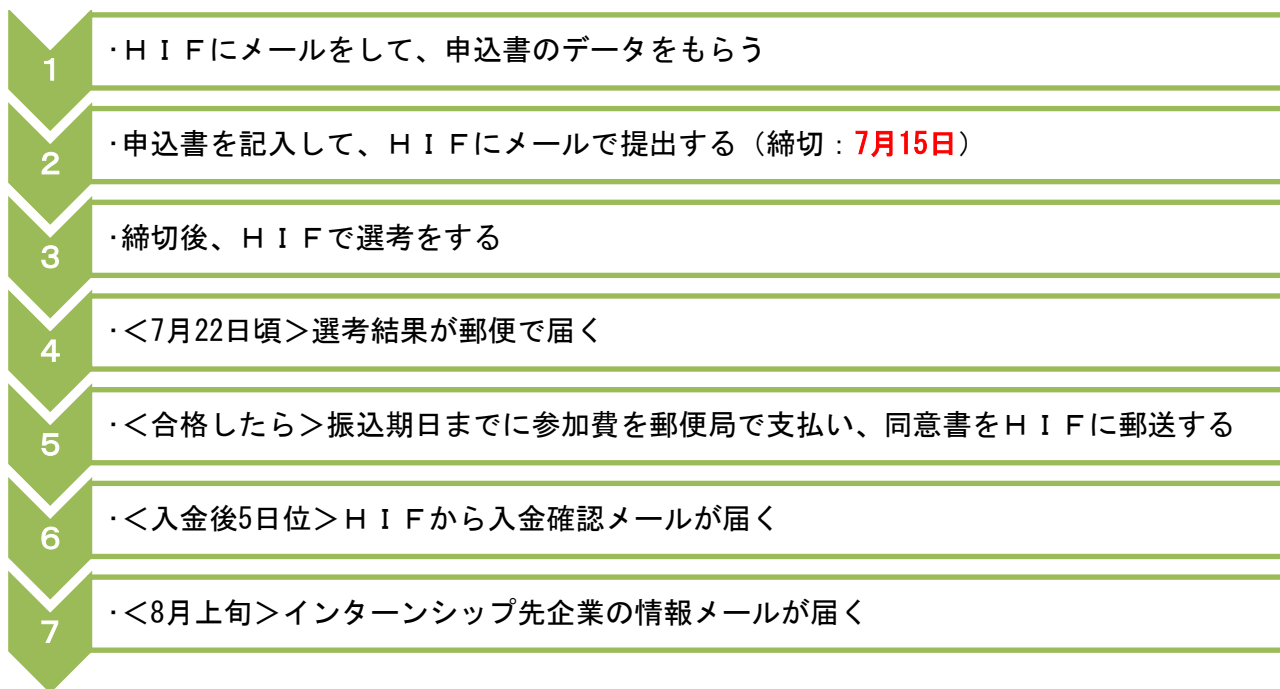 1
・ＨＩＦにメールをして、申込書のデータをもらう
2
・申込書を記入して、ＨＩＦにメールで提出する（締切：7月15日）
3
・締切後、ＨＩＦで選考をする
4
・＜7月22日頃＞選考結果が郵便で届く
5
・＜合格したら＞振込期日までに参加費を郵便局で支払い、同意書をＨＩＦに郵送する
6
・＜入金後5日位＞ＨＩＦから入金確認メールが届く
7
・＜8月上旬＞インターンシップ先企業の情報メールが届く